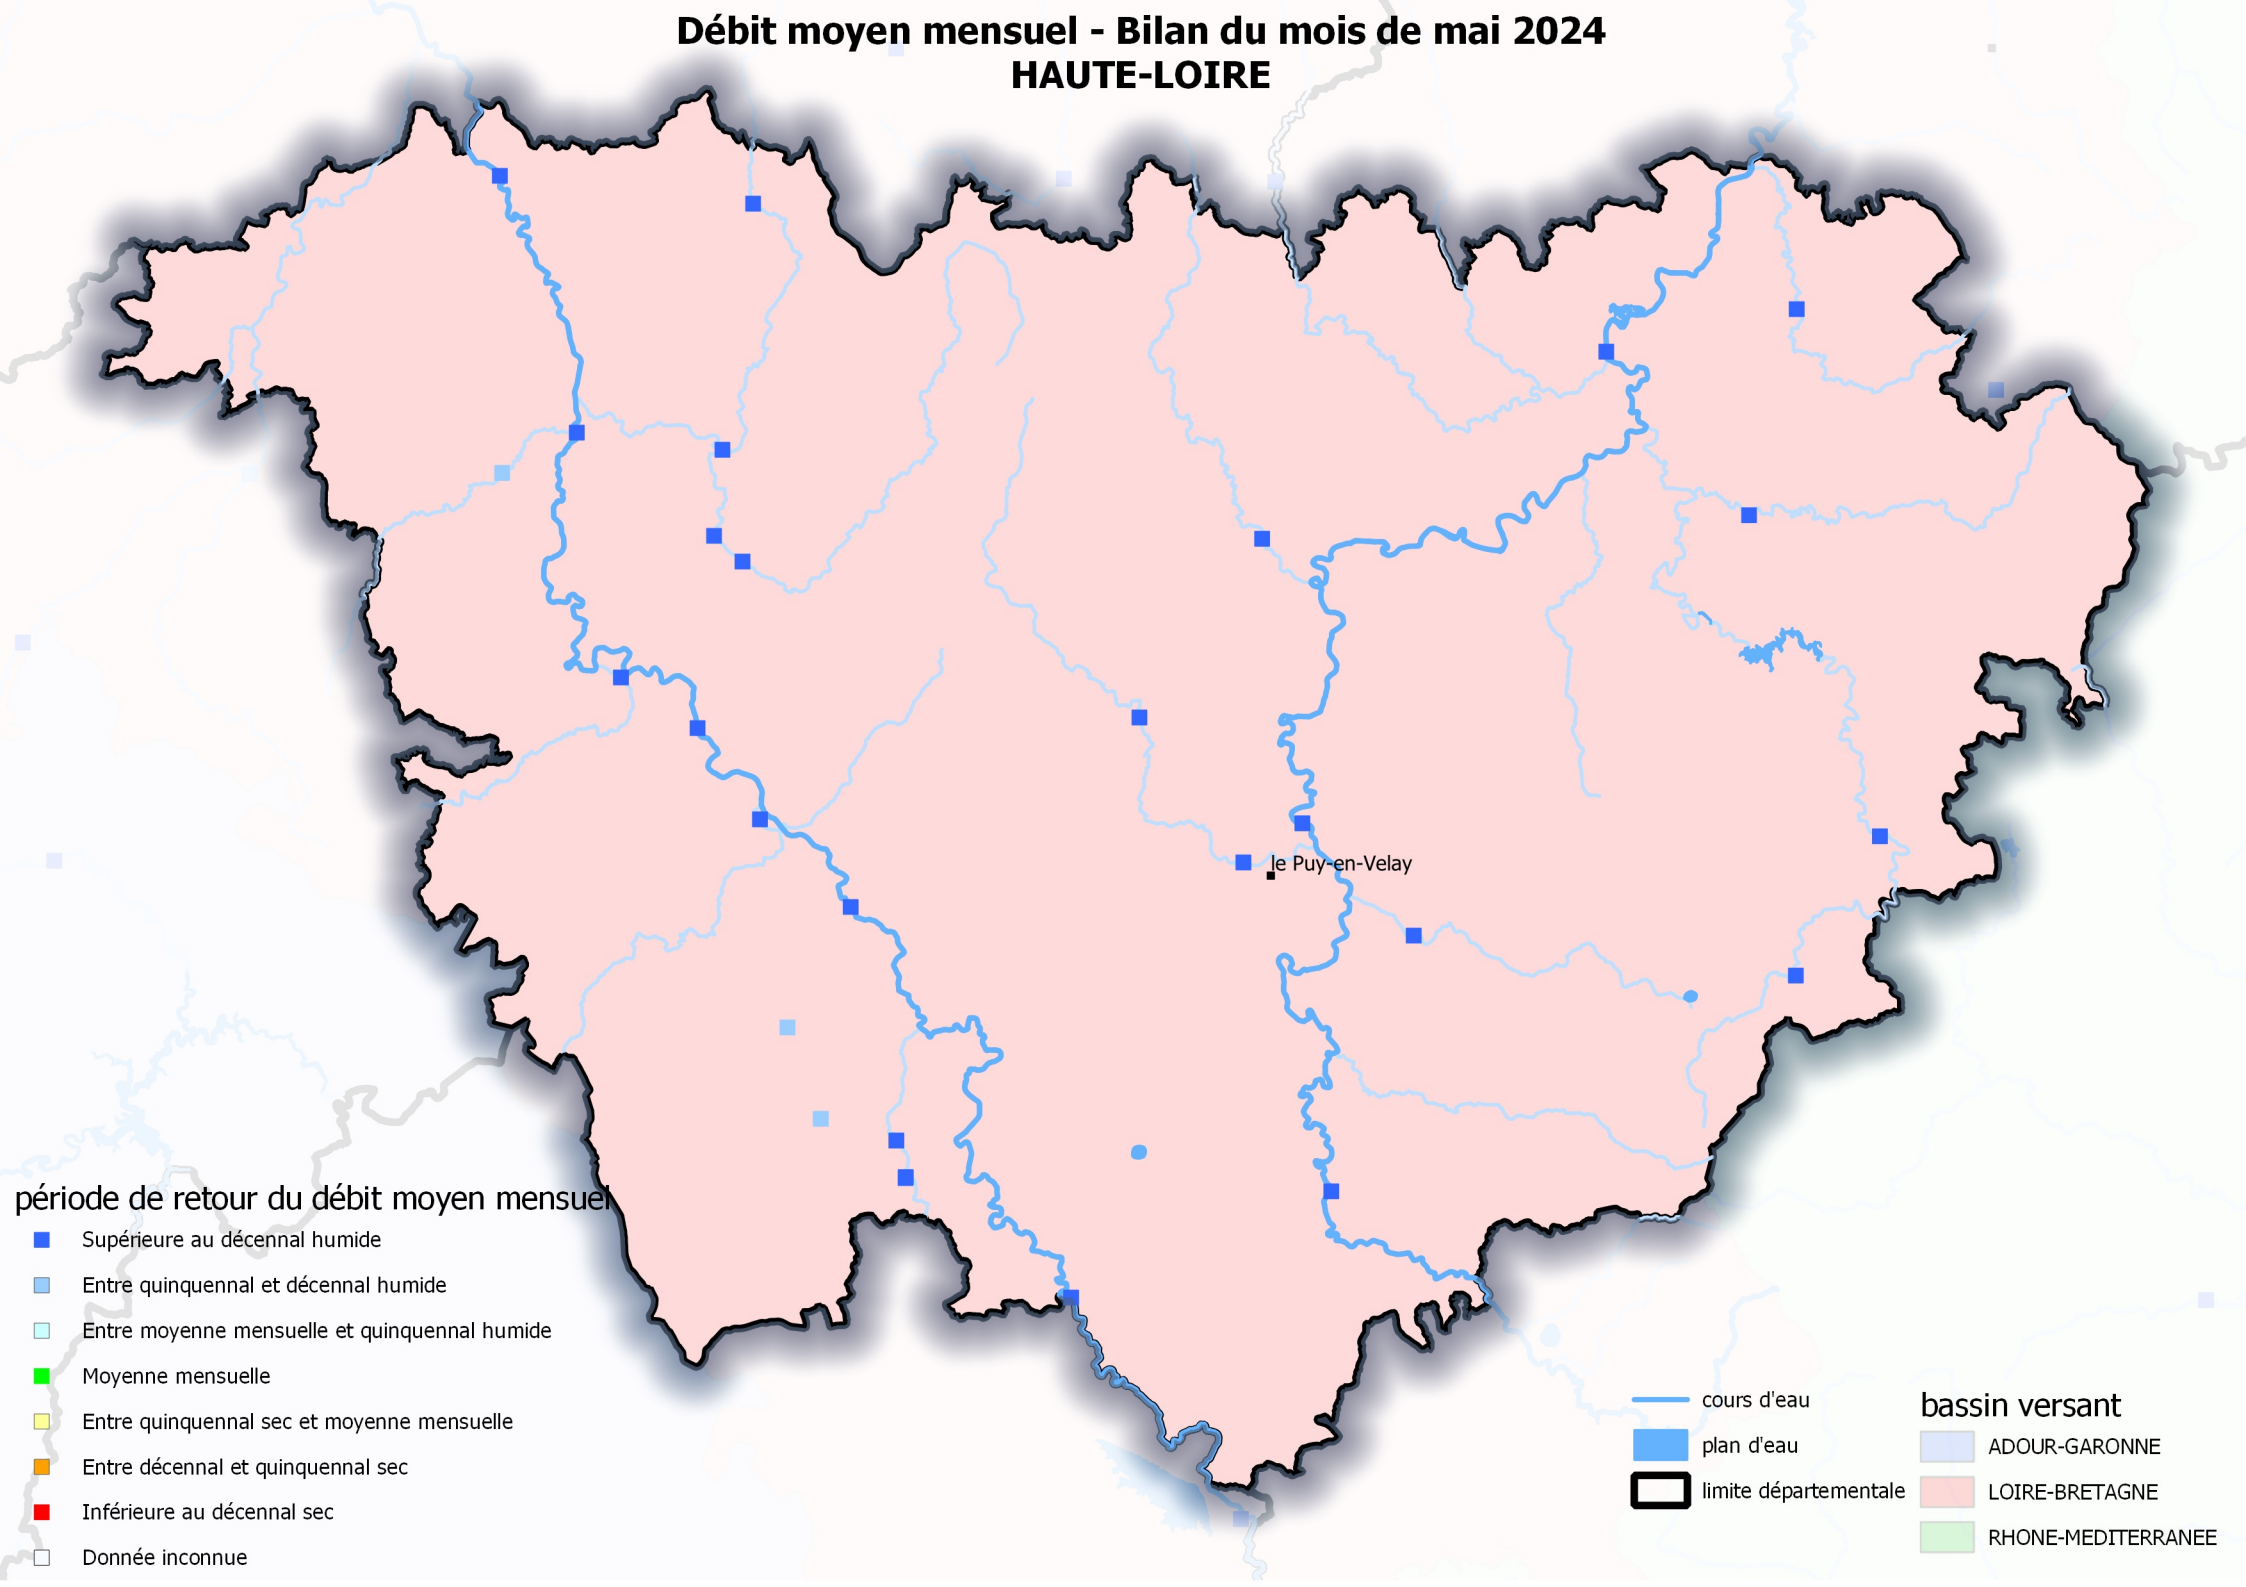 Débit moyen mensuel - Bilan du mois de mai 2024
HAUTE-LOIRE
le Puy-en-Velay
période de retour du débit moyen mensuel
Supérieure au décennal humide
Entre quinquennal et décennal humide
Entre moyenne mensuelle et quinquennal humide
Moyenne mensuelle
Entre quinquennal sec et moyenne mensuelle
Entre décennal et quinquennal sec
Inférieure au décennal sec
Donnée inconnue
cours d'eau
plan d'eau
limite départementale
bassin versant
ADOUR-GARONNE
LOIRE-BRETAGNE
RHONE-MEDITERRANEE